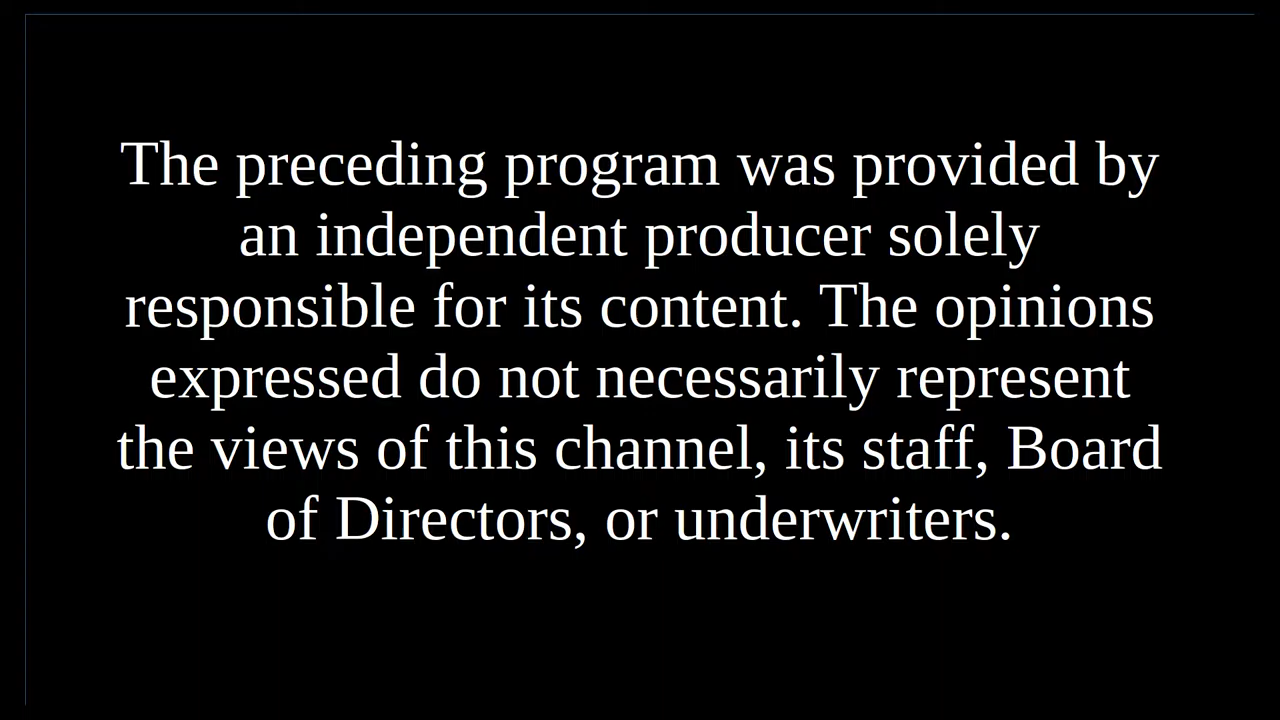 The preceding program was provided by
an independent producer solely
responsible for its content. The opinions
expressed do not necessarily represent
the views of this channel, its staff, Board
of Directors, or underwriters.